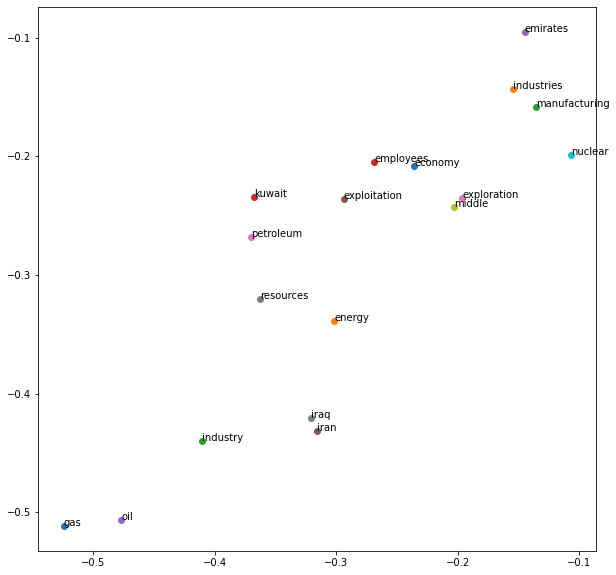 −0.1
−0.2
−0.3
−0.4
−0.5
emirates
industries
manufacturing
nuclear
employees
economy
kuwait
exploitation
exploration
middle
petroleum
resources
energy
iraq
iran
industry
gas
oil
−0.5 −0.4 −0.3 −0.2 −0.1